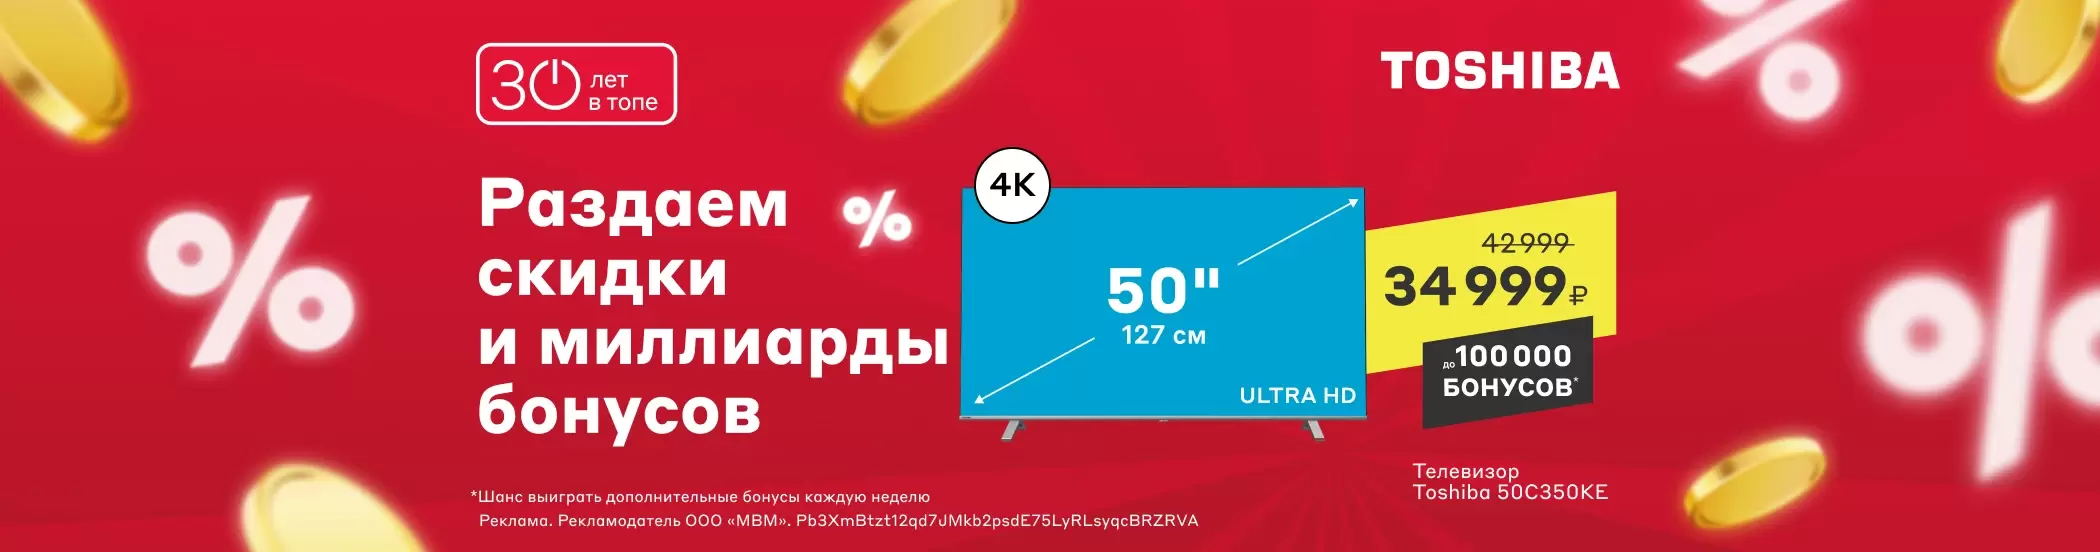 30 лет
в топе
TOSHIBA
Раздаем
скидки
и миллиарды
бонусов
%
4K
50"
127 см
ULTRA HD
42 999
34 999 ₽
до 100 000
БОНУСОВ*
Телевизор
Toshiba 50C350KE
*Шанс выиграть дополнительные бонусы каждую неделю
Реклама. Рекламодатель ООО «МВМ». Pb3XmBtzt12qd7JMkb2psdE75LyRLsyqcBRZRVA